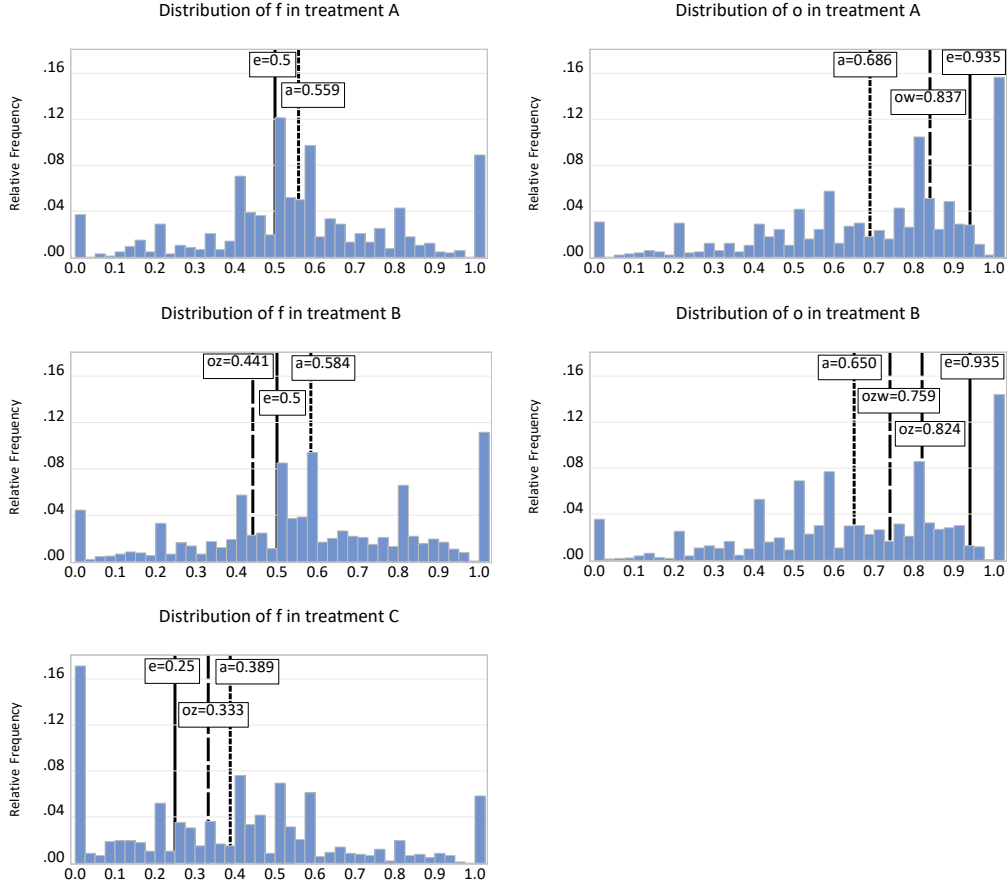 Distribution of f in treatment A
Relative Frequency
.16
.12
.08
.04
.00
e=0.5
a=0.559
0.0 0.1 0.2 0.3 0.4 0.5 0.6 0.7 0.8 0.9 1.0
Distribution of o in treatment A
Relative Frequency
.16
.12
.08
.04
.00
a=0.686
e=0.935
ow=0.837
0.0 0.1 0.2 0.3 0.4 0.5 0.6 0.7 0.8 0.9 1.0
Distribution of f in treatment B
Relative Frequency
.16
.12
.08
.04
.00
oz=0.441
a=0.584
e=0.5
0.0 0.1 0.2 0.3 0.4 0.5 0.6 0.7 0.8 0.9 1.0
Distribution of o in treatment B
Relative Frequency
.16
.12
.08
.04
.00
a=0.650
e=0.935
ozw=0.759
oz=0.824
0.0 0.1 0.2 0.3 0.4 0.5 0.6 0.7 0.8 0.9 1.0
Distribution of f in treatment C
Relative Frequency
.16
.12
.08
.04
.00
e=0.25
a=0.389
oz=0.333
0.0 0.1 0.2 0.3 0.4 0.5 0.6 0.7 0.8 0.9 1.0